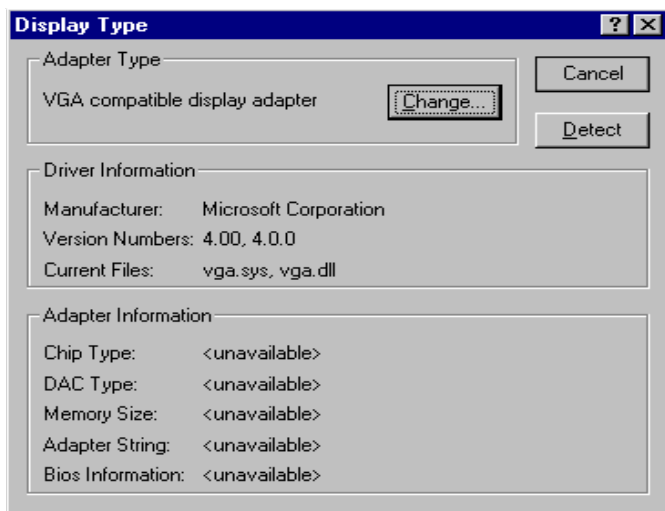 Display Type
Adapter Type
VGA compatible display adapter
Change...
Cancel
Detect
Driver Information
Manufacturer: Microsoft Corporation
Version Numbers: 4.00, 4.0.0
Current Files: vga.sys, vga.dll
Adapter Information
Chip Type: <unavailable>
DAC Type: <unavailable>
Memory Size: <unavailable>
Adapter String: <unavailable>
Bios Information: <unavailable>